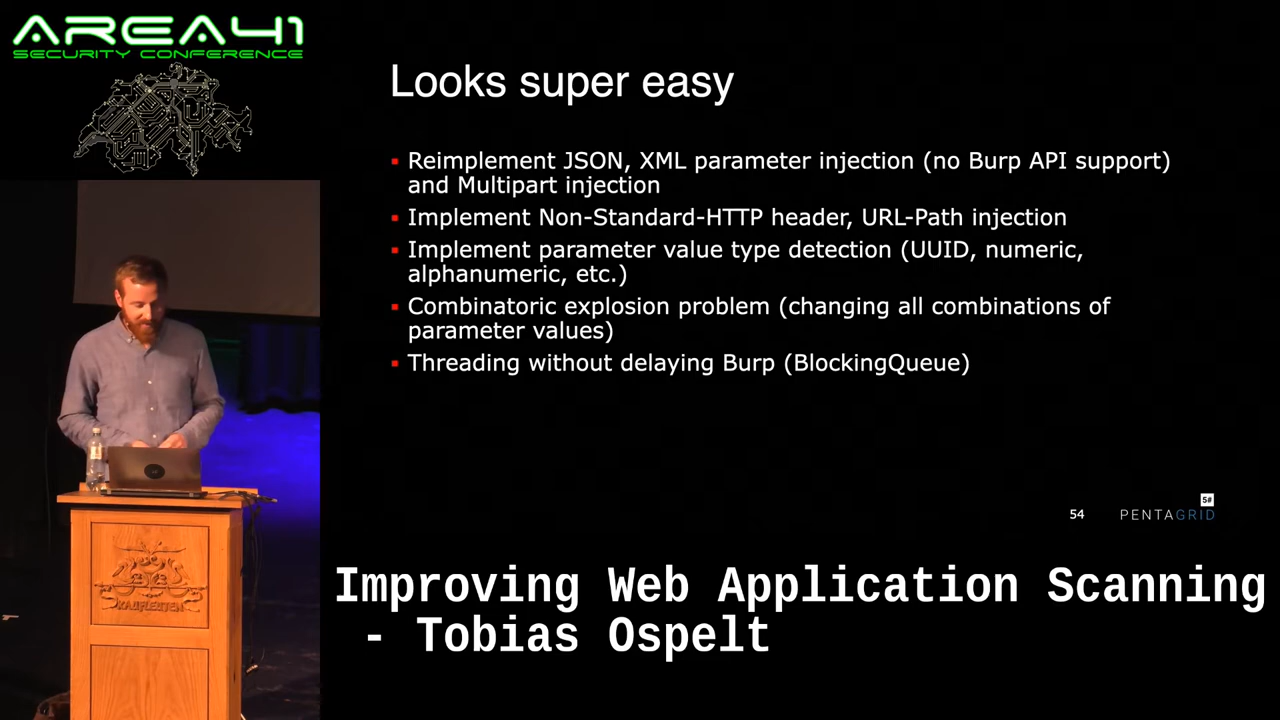 AREA41
SECURITY CONFERENCE
Looks super easy
Reimplement JSON, XML parameter injection (no Burp API support)
and Multipart injection
Implement Non-Standard-HTTP header, URL-Path injection
Implement parameter value type detection (UUID, numeric,
alphanumeric, etc.)
Combinatoric explosion problem (changing all combinations of
parameter values)
Threading without delaying Burp (BlockingQueue)
5#
54 PENTAGRID
KAUFLEUTEN
Improving Web Application Scanning
- Tobias Ospelt